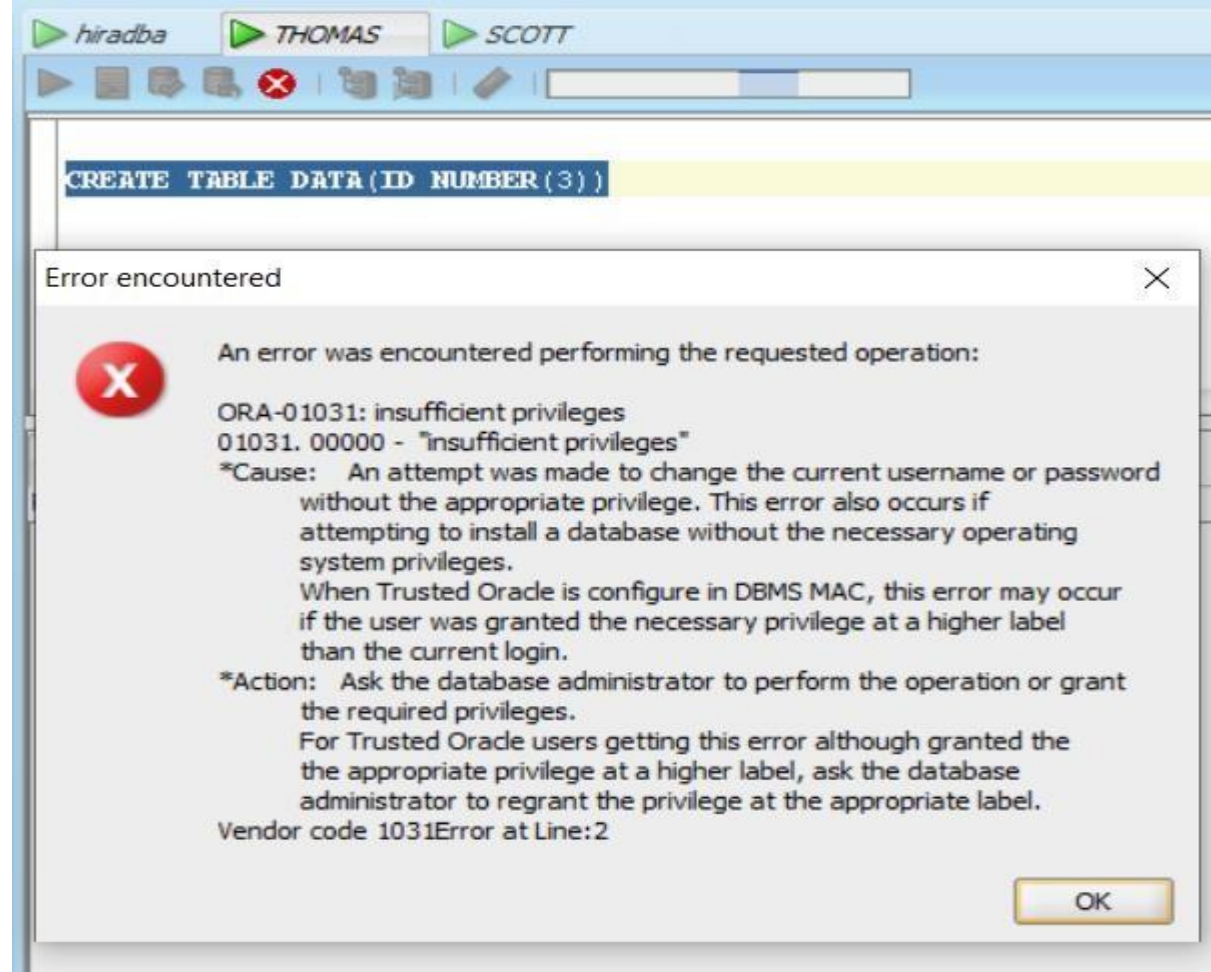 hiradba THOMAS SCOTT
CREATE TABLE DATA(ID NUMBER(3))
Error encountered
An error was encountered performing the requested operation:
ORA-01031: insufficient privileges
01031. 00000 - "insufficient privileges"
*Cause: An attempt was made to change the current username or password
without the appropriate privilege. This error also occurs if
attempting to install a database without the necessary operating
system privileges.
When Trusted Oracle is configure in DBMS MAC, this error may occur
if the user was granted the necessary privilege at a higher label
than the current login.
*Action: Ask the database administrator to perform the operation or grant
the required privileges.
For Trusted Oracle users getting this error although granted the
the appropriate privilege at a higher label, ask the database
administrator to regrant the privilege at the appropriate label.
Vendor code 1031Error at Line:2
OK